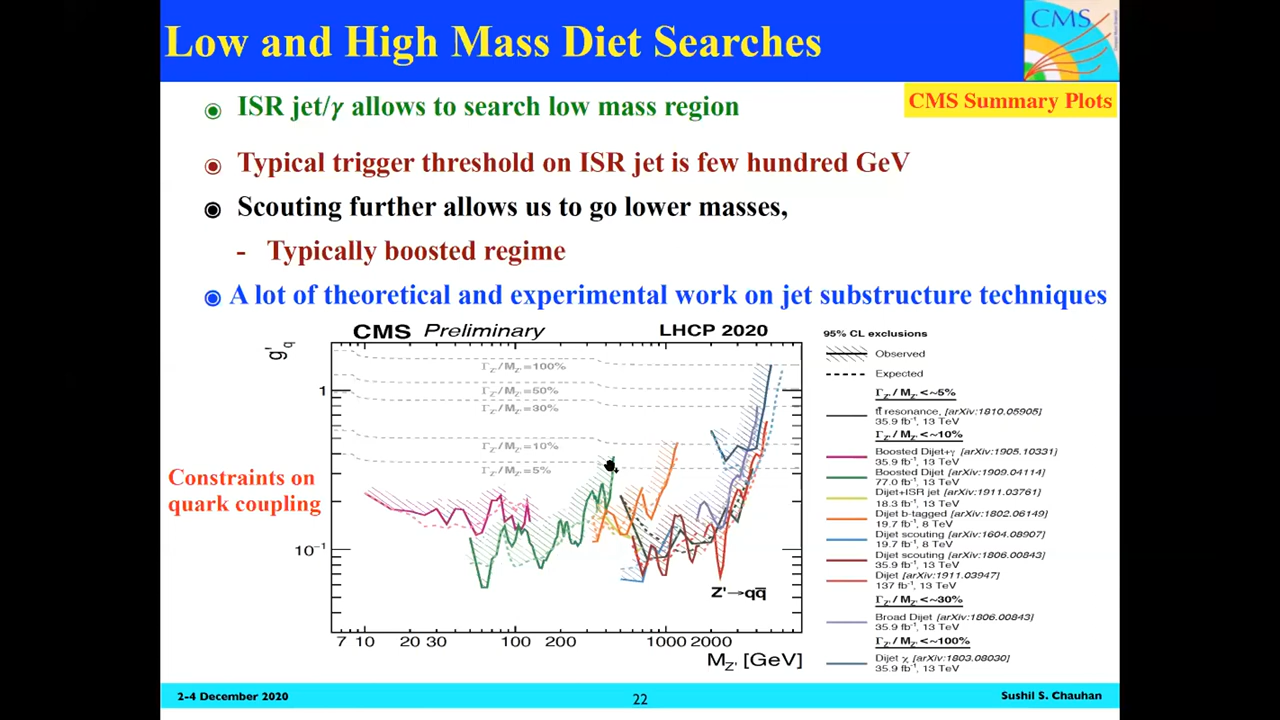 Low and High Mass Diet Searches
CMS
CMS Summary Plots
ISR jet/γ allows to search low mass region
Typical trigger threshold on ISR jet is few hundred GeV
Scouting further allows us to go lower masses,
- Typically boosted regime
A lot of theoretical and experimental work on jet substructure techniques
Constraints on
quark coupling
CMS Preliminary
LHCP 2020
g'q
1
10⁻¹
Γ_Z'/M_Z'=100%
Γ_Z'/M_Z'=50%
Γ_Z'/M_Z'=30%
Γ_Z'/M_Z'=10%
Γ_Z'/M_Z'=5%
Z'→qq̅
7 10 20 30 100 200 1000 2000
M_Z' [GeV]
95% CL exclusions
Observed
Expected
Γ_Z'/ M_Z' <~5%
tt̅ resonance, [arXiv:1810.05905]
35.9 fb⁻¹, 13 TeV
Γ_Z'/ M_Z' <~10%
Boosted Dijet+γ [arXiv:1905.10331]
35.9 fb⁻¹, 13 TeV
Boosted Dijet [arXiv:1909.04114]
77.0 fb⁻¹, 13 TeV
Dijet+ISR jet [arXiv:1911.03761]
18.3 fb⁻¹, 13 TeV
Dijet b-tagged [arXiv:1802.06149]
19.7 fb⁻¹, 8 TeV
Dijet scouting [arXiv:1604.08907]
19.7 fb⁻¹, 8 TeV
Dijet scouting [arXiv:1806.00843]
35.9 fb⁻¹, 13 TeV
Dijet [arXiv:1911.03947]
137 fb⁻¹, 13 TeV
Γ_Z'/ M_Z' <~30%
Broad Dijet [arXiv:1806.00843]
35.9 fb⁻¹, 13 TeV
Γ_Z'/ M_Z' <~100%
Dijet χ [arXiv:1803.08030]
35.9 fb⁻¹, 13 TeV
2-4 December 2020
22
Sushil S. Chauhan